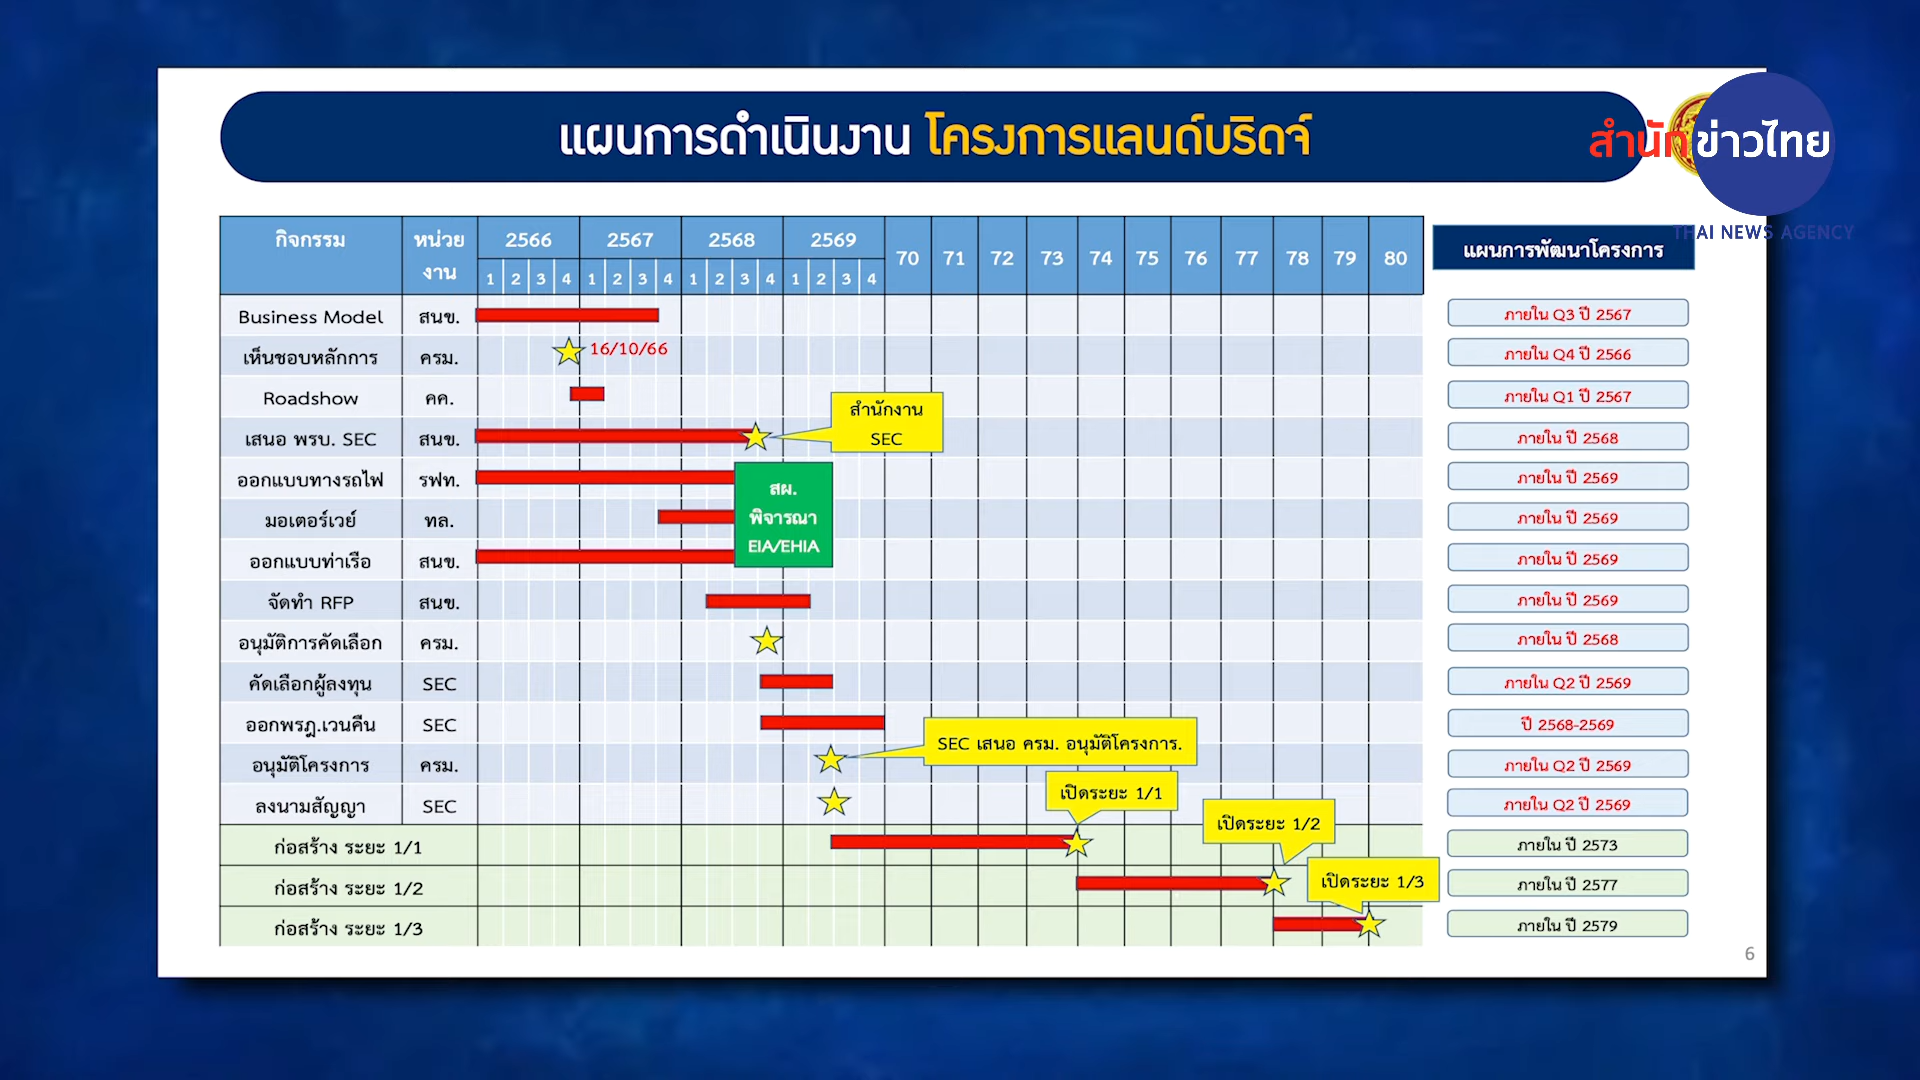 แผนการดำเนินงาน โครงการแลนด์บริดจ์
สำนักข่าวไทย
THAI NEWS AGENCY
กิจกรรม
หน่วย
งาน
2566 2567 2568 2569 70 71 72 73 74 75 76 77 78 79 80
1 2 3 4 1 2 3 4 1 2 3 4 1 2 3 4
แผนการพัฒนาโครงการ
Business Model สนข. ภายใน Q3 ปี 2567
เห็นชอบหลักการ ครม. 16/10/66 ภายใน Q4 ปี 2566
Roadshow คค. ภายใน Q1 ปี 2567
สำนักงาน
SEC
เสนอ พรบ. SEC สนข. ภายใน ปี 2568
ออกแบบทางรถไฟ รฟท. ภายใน ปี 2569
สผ.
พิจารณา
EIA/EHIA
มอเตอร์เวย์ ทล. ภายใน ปี 2569
ออกแบบท่าเรือ สนข. ภายใน ปี 2569
จัดทำ RFP สนข. ภายใน ปี 2569
อนุมัติการคัดเลือก ครม. ภายใน ปี 2568
คัดเลือกผู้ลงทุน SEC ภายใน Q2 ปี 2569
ออกพรฎ.เวนคืน SEC ปี 2568-2569
SEC เสนอ ครม. อนุมัติโครงการ.
อนุมัติโครงการ ครม. ภายใน Q2 ปี 2569
เปิดระยะ 1/1
ลงนามสัญญา SEC ภายใน Q2 ปี 2569
เปิดระยะ 1/2
ก่อสร้าง ระยะ 1/1 ภายใน ปี 2573
เปิดระยะ 1/3
ก่อสร้าง ระยะ 1/2 ภายใน ปี 2577
ก่อสร้าง ระยะ 1/3 ภายใน ปี 2579
6